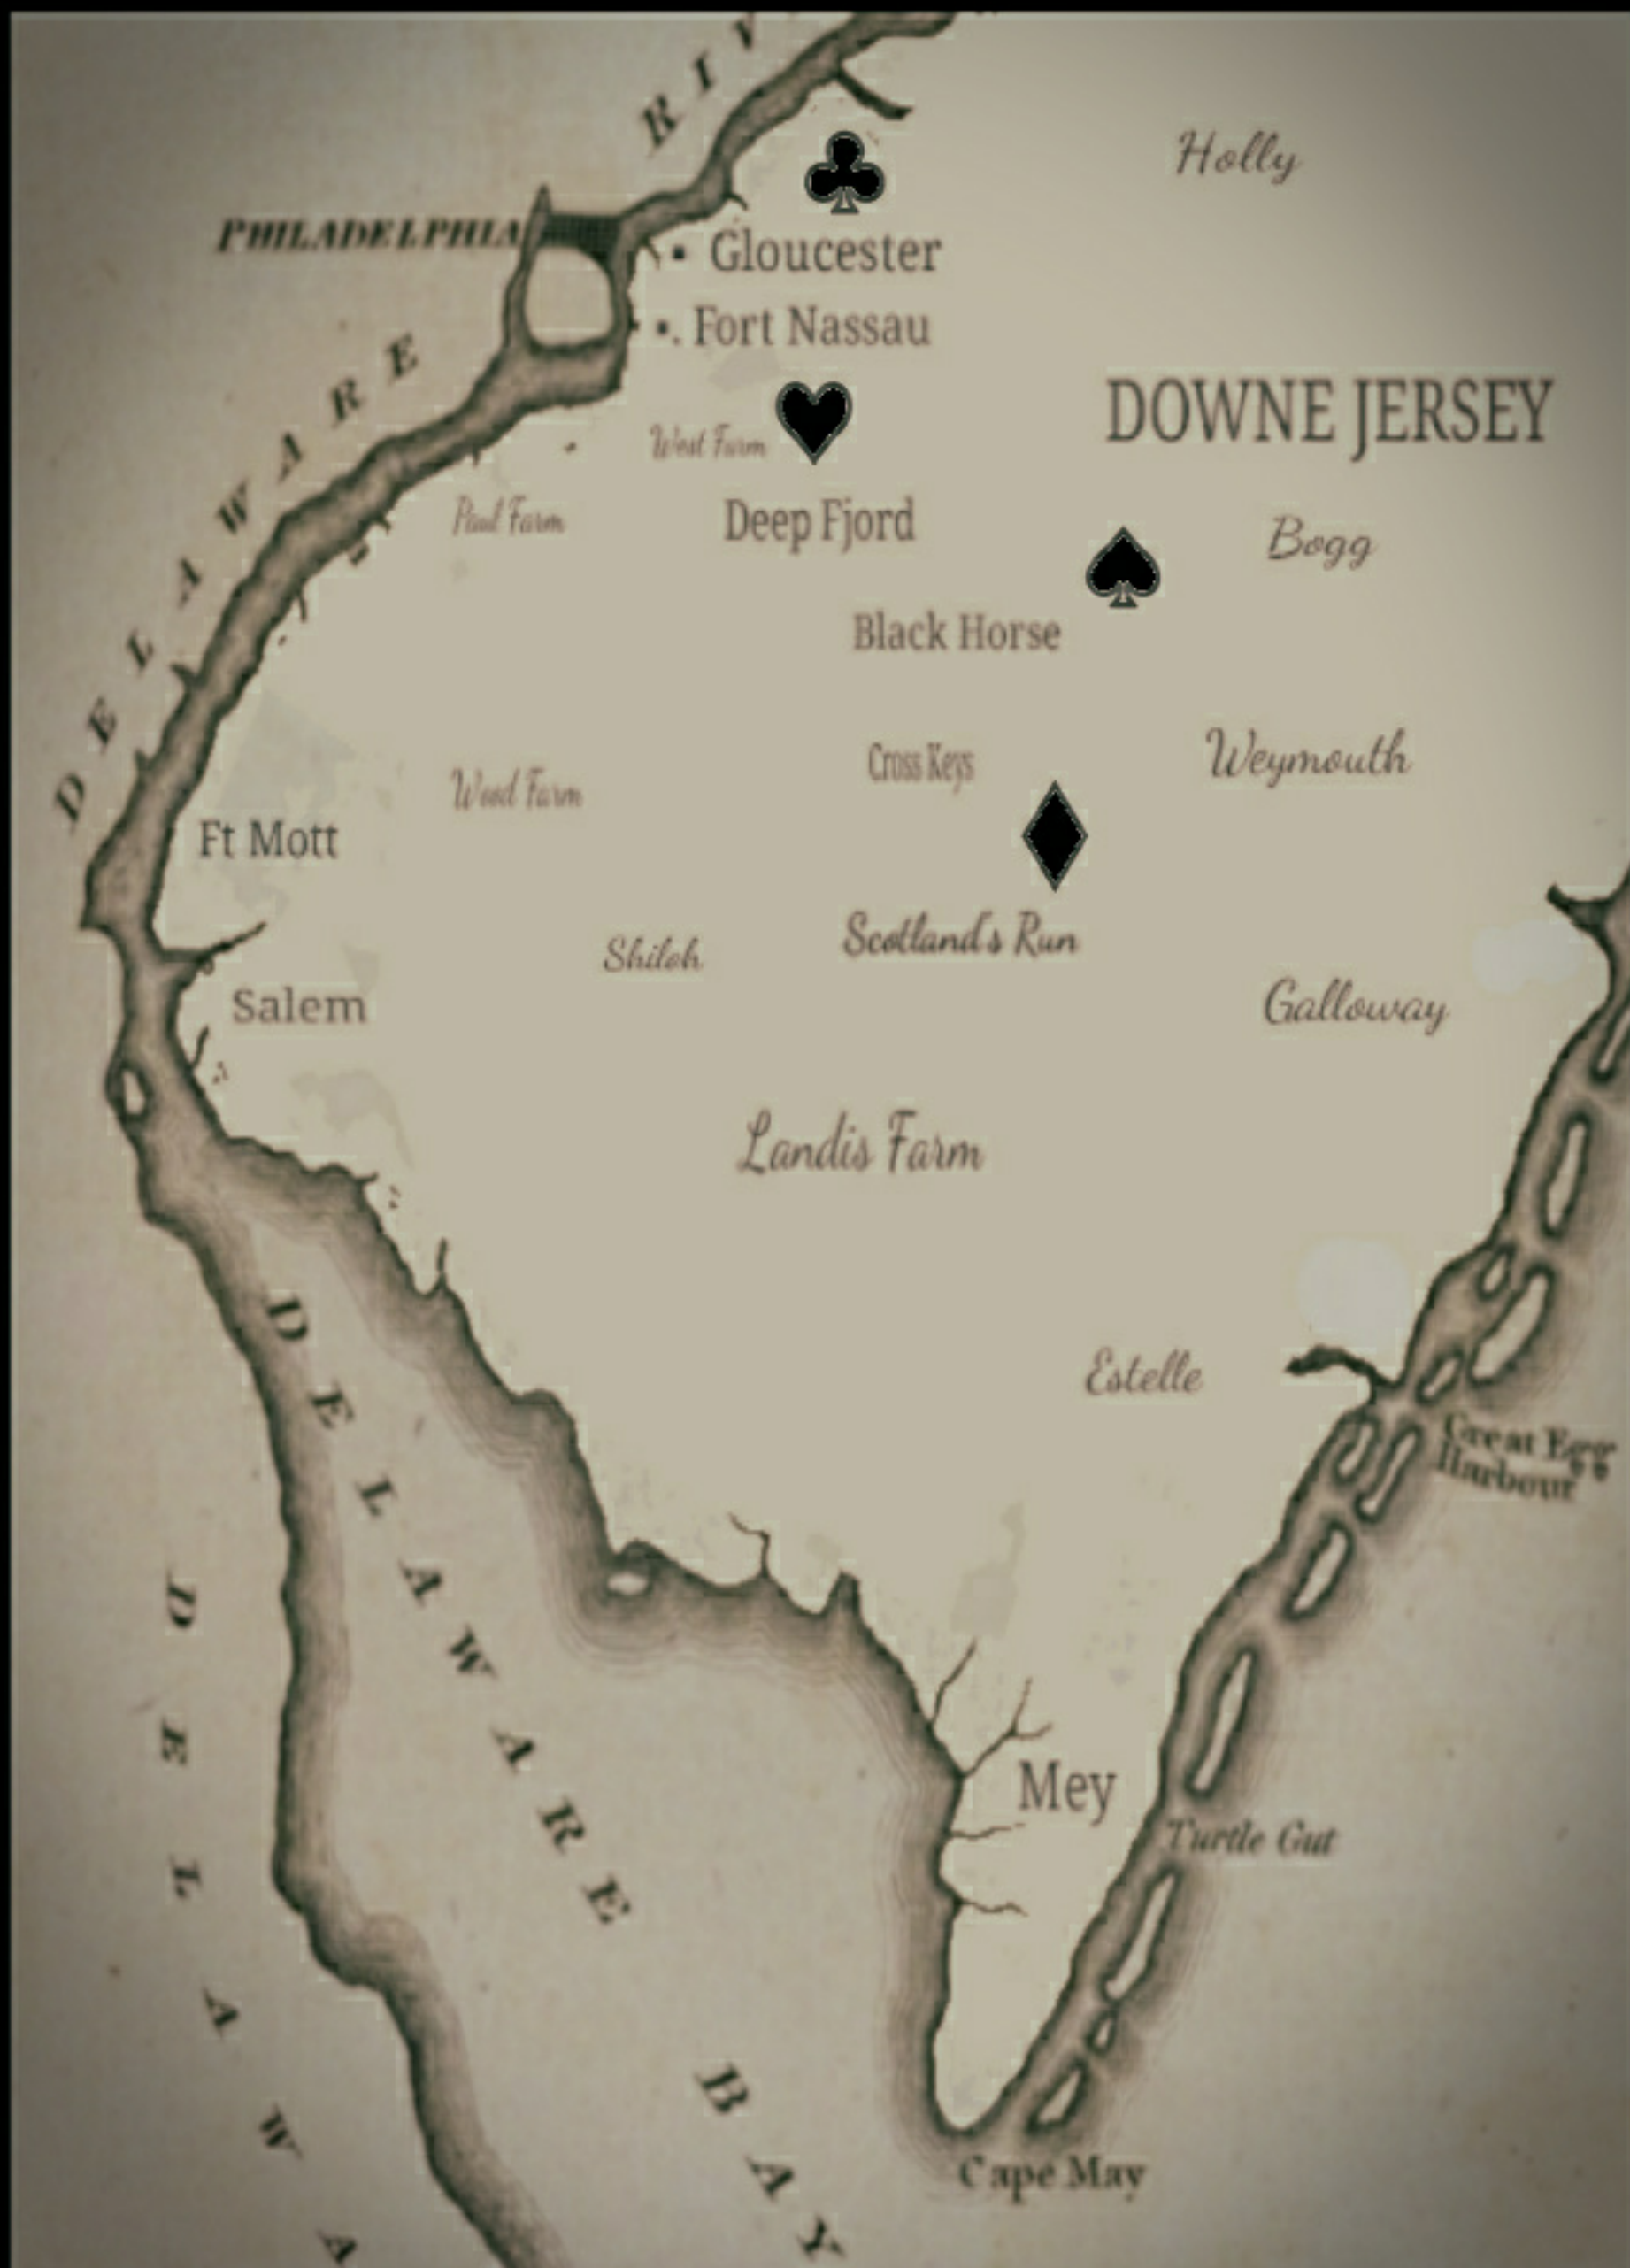 RIV
Holly
PHILADELPHIA
Gloucester
Fort Nassau
DELAWARE
DOWNE JERSEY
West Farm
Paul Farm
Deep Fjord
Bogg
Black Horse
Cross Keys
Weymouth
Wood Farm
Ft Mott
Scotland's Run
Shiloh
Salem
Galloway
Landis Farm
Estelle
Great Egg
Harbour
DELAWARE
BAY
Mey
Turtle Gut
DELAWA
Cape May